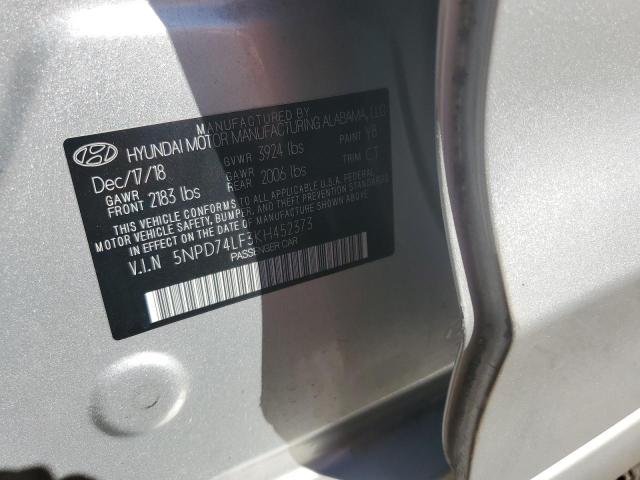 MANUFACTURED BY
HYUNDAI MOTOR MANUFACTURING ALABAMA, LLC
Dec/17/18 GVWR 3924 lbs PAINT Y8
GAWR FRONT 2183 lbs GAWR REAR 2006 lbs TRIM CT
THIS VEHICLE CONFORMS TO ALL APPLICABLE U.S. FEDERAL
MOTOR VEHICLE SAFETY, BUMPER, AND THEFT PREVENTION STANDARDS
IN EFFECT ON THE DATE OF MANUFACTURE SHOWN ABOVE.
V.I.N 5NPD74LF3KH452373
PASSENGER CAR